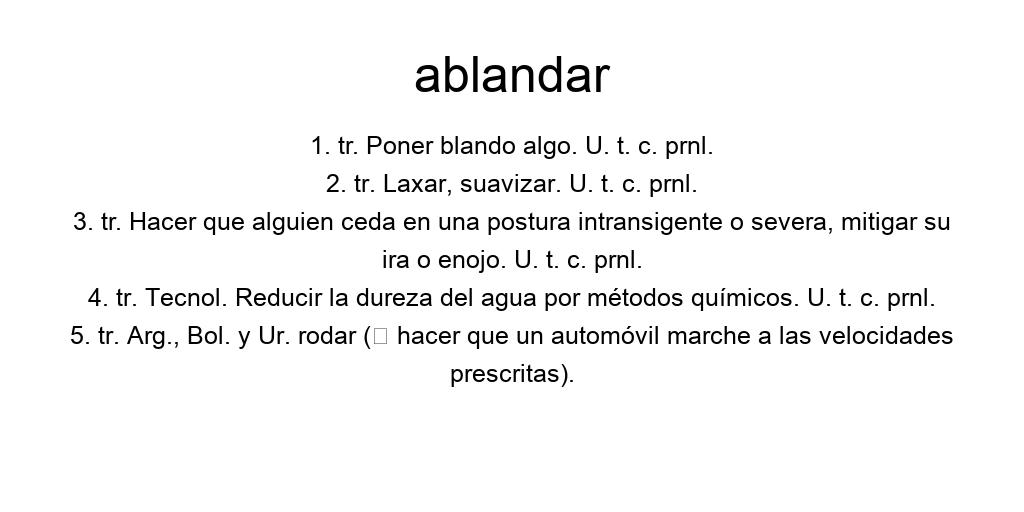 ablandar
1. tr. Poner blando algo. U. t. c. prnl.
2. tr. Laxar, suavizar. U. t. c. prnl.
3. tr. Hacer que alguien ceda en una postura intransigente o severa, mitigar su
ira o enojo. U. t. c. prnl.
4. tr. Tecnol. Reducir la dureza del agua por métodos químicos. U. t. c. prnl.
5. tr. Arg., Bol. y Ur. rodar (□ hacer que un automóvil marche a las velocidades
prescritas).